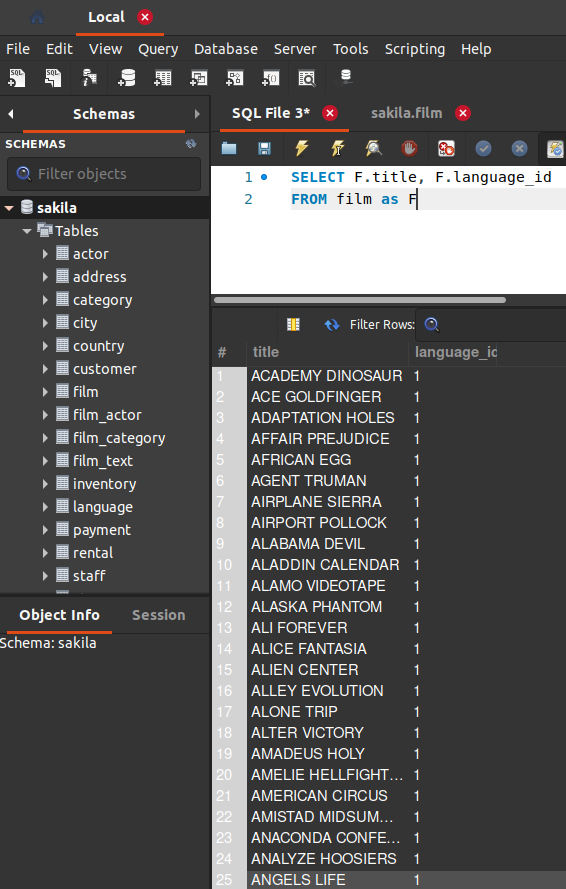 Local
File Edit View Query Database Server Tools Scripting Help
Schemas
SCHEMAS
Filter objects
sakila
Tables
actor
address
category
city
country
customer
film
film_actor
film_category
film_text
inventory
language
payment
rental
staff
Object Info Session
Schema: sakila
SQL File 3* sakila.film
1 SELECT F.title, F.language_id
2 FROM film as F
Filter Rows:
# title language_id
1 ACADEMY DINOSAUR 1
2 ACE GOLDFINGER 1
3 ADAPTATION HOLES 1
4 AFFAIR PREJUDICE 1
5 AFRICAN EGG 1
6 AGENT TRUMAN 1
7 AIRPLANE SIERRA 1
8 AIRPORT POLLOCK 1
9 ALABAMA DEVIL 1
10 ALADDIN CALENDAR 1
11 ALAMO VIDEOTAPE 1
12 ALASKA PHANTOM 1
13 ALI FOREVER 1
14 ALICE FANTASIA 1
15 ALIEN CENTER 1
16 ALLEY EVOLUTION 1
17 ALONE TRIP 1
18 ALTER VICTORY 1
19 AMADEUS HOLY 1
20 AMELIE HELLFIGHT... 1
21 AMERICAN CIRCUS 1
22 AMISTAD MIDSUM... 1
23 ANACONDA CONFE... 1
24 ANALYZE HOOSIERS 1
25 ANGELS LIFE 1